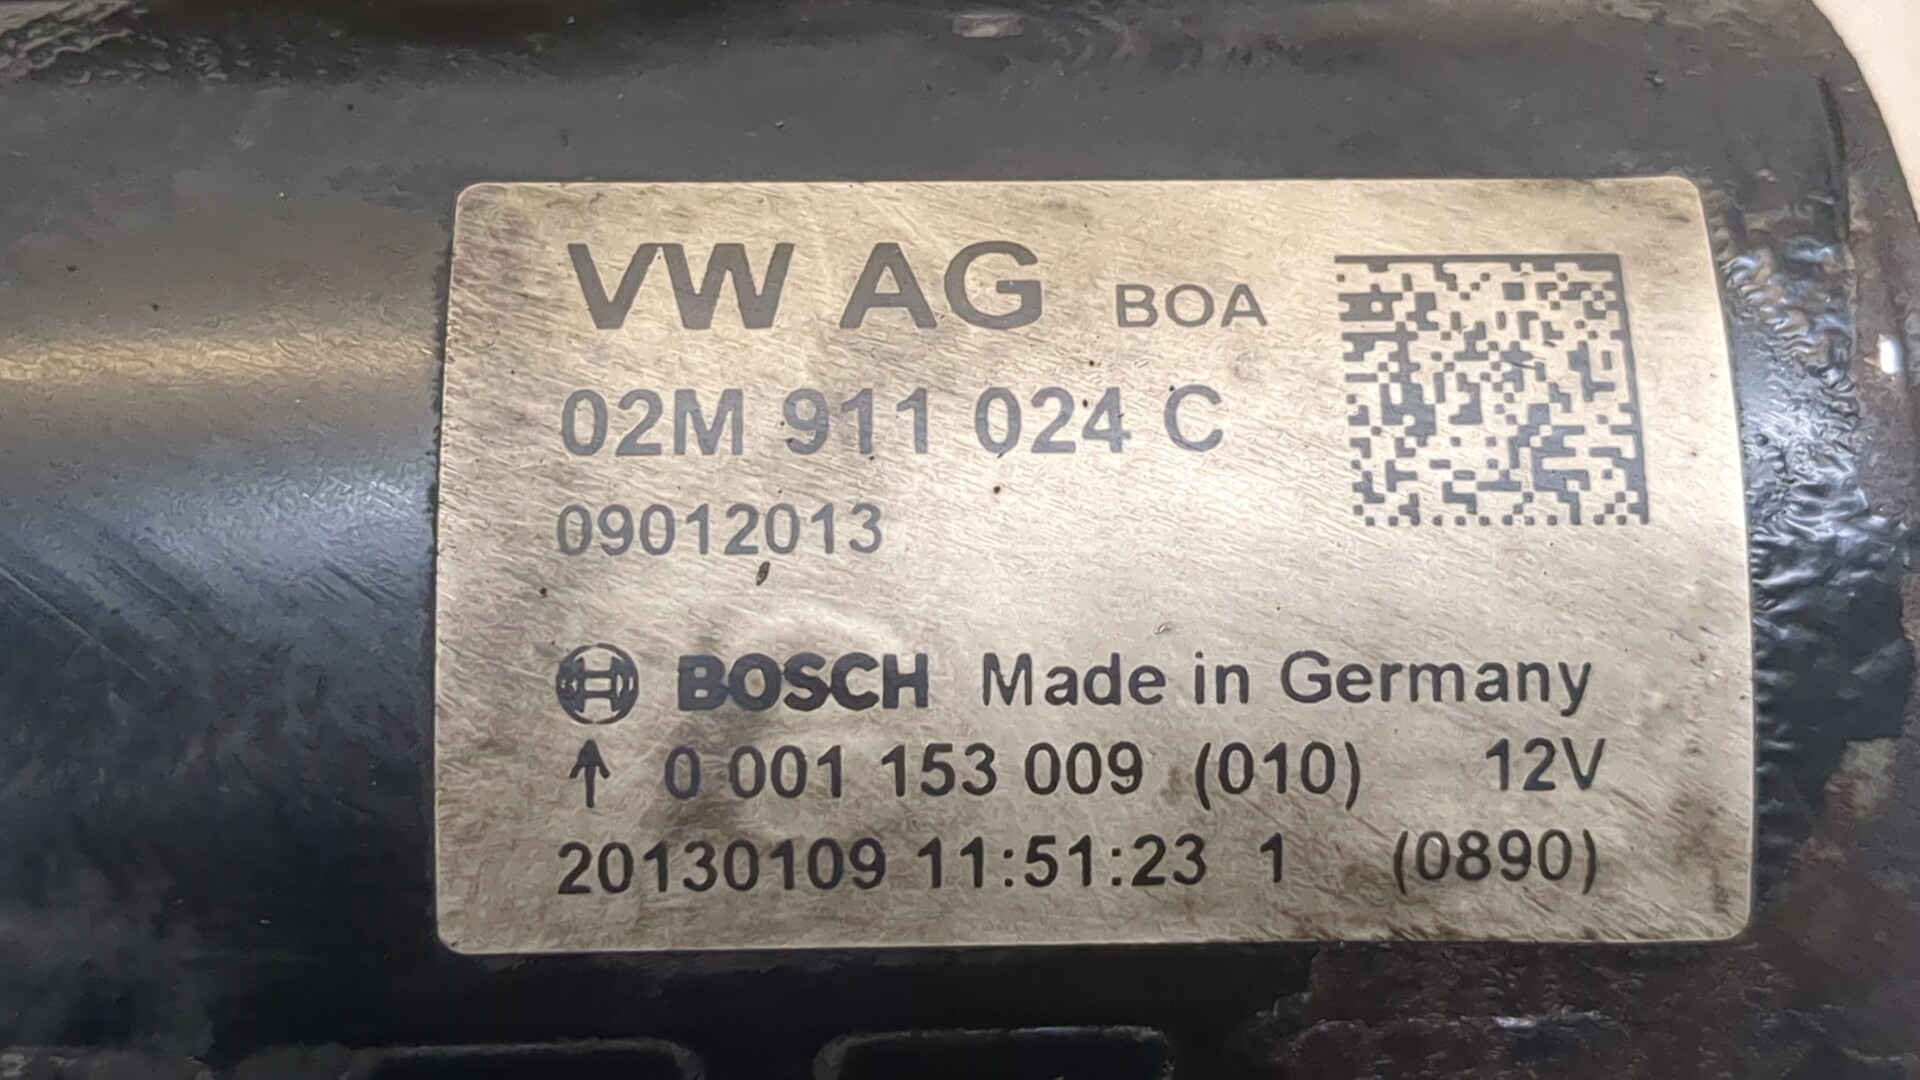 VW AG BOA
02M 911 024 C
09012013
BOSCH Made in Germany
↑ 0 001 153 009 (010) 12V
20130109 11:51:23 1 (0890)